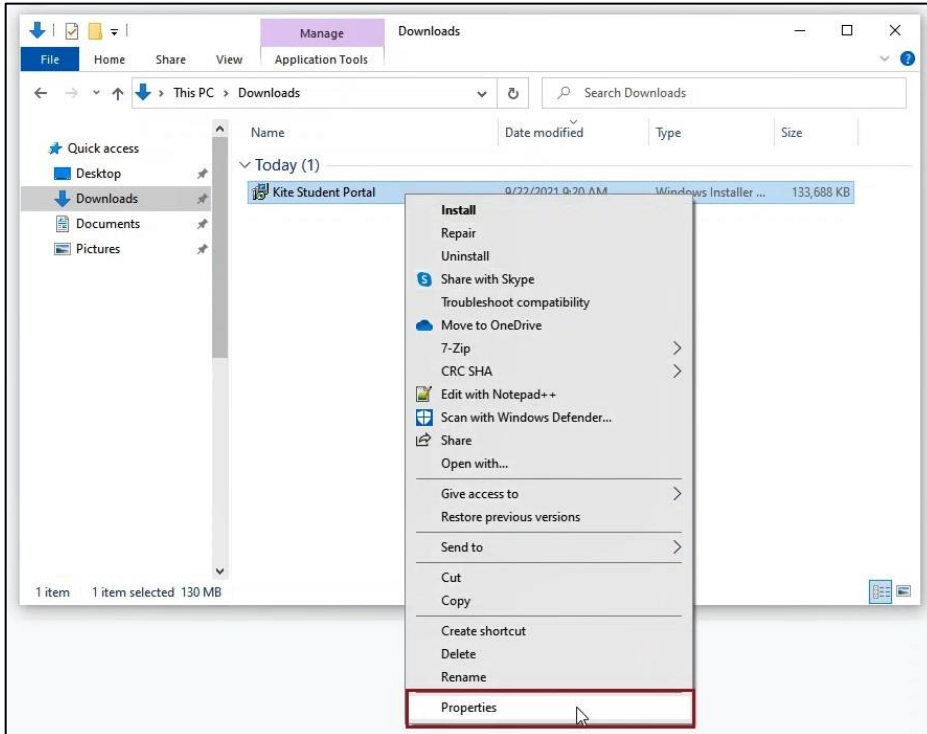 Manage Downloads
File Home Share View Application Tools
This PC Downloads Search Downloads
Name Date modified Type Size
Quick access
Today (1)
Desktop
Kite Student Portal 9/22/2021 9:20 AM Windows Installer ... 133,688 KB
Downloads
Documents
Pictures
Install
Repair
Uninstall
S Share with Skype
Troubleshoot compatibility
Move to OneDrive
7-Zip
CRC SHA
Edit with Notepad++
Scan with Windows Defender...
Share
Open with...
Give access to
Restore previous versions
Send to
Cut
Copy
1 item 1 item selected 130 MB
Create shortcut
Delete
Rename
Properties